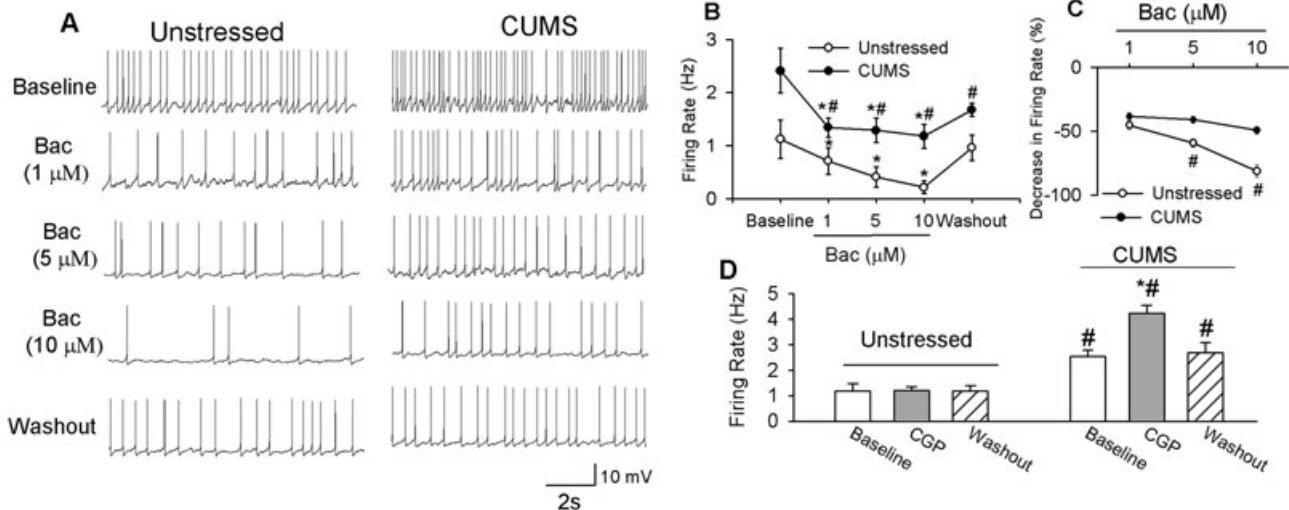 A
Unstressed
CUMS
Baseline
Bac
(1 μM)
Bac
(5 μM)
Bac
(10 μM)
Washout
10 mV
2s
B
Unstressed
CUMS
Firing Rate (Hz)
3
2
1
0
*#
*#
*#
#
*
*
*
Baseline
1
5
10
Washout
Bac (μM)
C
Bac (μM)
1
5
10
Decrease in Firing Rate (%)
0
-50
-100
#
#
Unstressed
CUMS
D
CUMS
Unstressed
Firing Rate (Hz)
5
4
3
2
1
0
#
*#
#
Baseline
CGP
Washout
Baseline
CGP
Washout